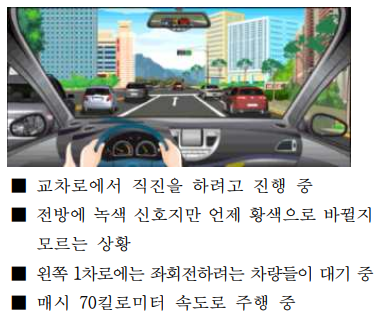 ■ 교차로에서 직진을 하려고 진행 중
■ 전방에 녹색 신호지만 언제 황색으로 바뀔지
모르는 상황
■ 왼쪽 1차로에는 좌회전하려는 차량들이 대기 중
■ 매시 70킬로미터 속도로 주행 중